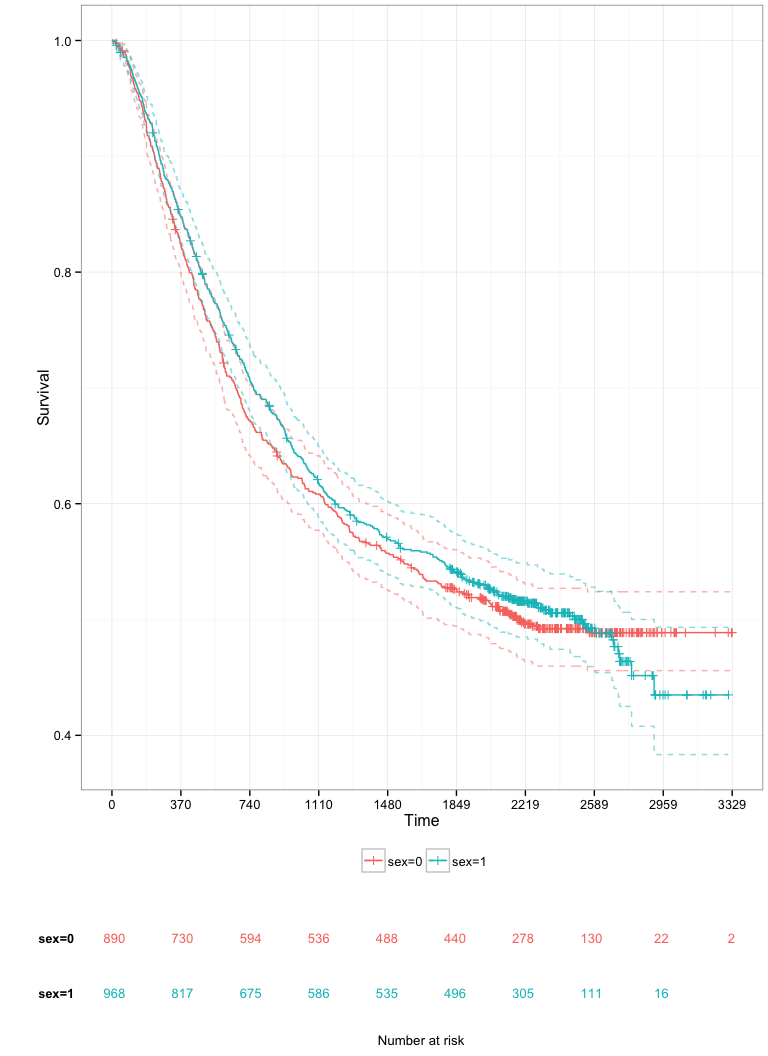 1.0
0.8
0.6
0.4
Survival
0 370 740 1110 1480 1849 2219 2589 2959 3329
Time
sex=0 sex=1
sex=0 890 730 594 536 488 440 278 130 22 2
sex=1 968 817 675 586 535 496 305 111 16
Number at risk